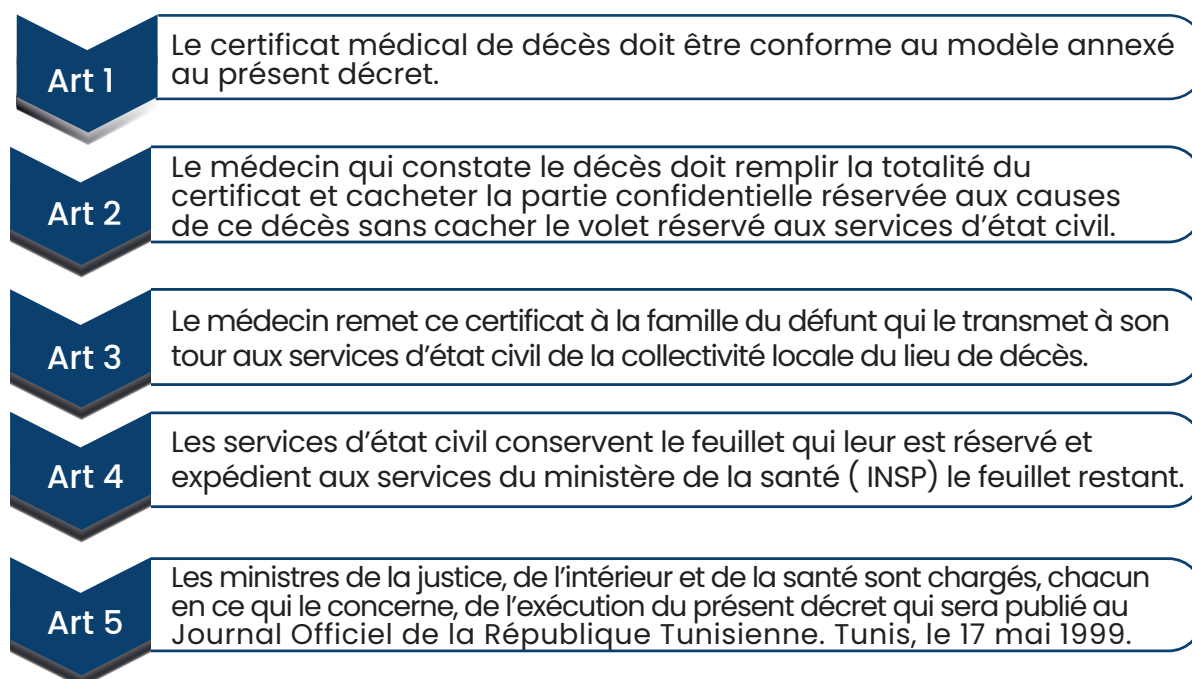 Art 1
Le certificat médical de décès doit être conforme au modèle annexé
au présent décret.
Art 2
Le médecin qui constate le décès doit remplir la totalité du
certificat et cacheter la partie confidentielle réservée aux causes
de ce décès sans cacher le volet réservé aux services d'état civil.
Art 3
Le médecin remet ce certificat à la famille du défunt qui le transmet à son
tour aux services d'état civil de la collectivité locale du lieu de décès.
Art 4
Les services d'état civil conservent le feuillet qui leur est réservé et
expédient aux services du ministère de la santé ( INSP) le feuillet restant.
Art 5
Les ministres de la justice, de l'intérieur et de la santé sont chargés, chacun
en ce qui le concerne, de l'exécution du présent décret qui sera publié au
Journal Officiel de la République Tunisienne. Tunis, le 17 mai 1999.